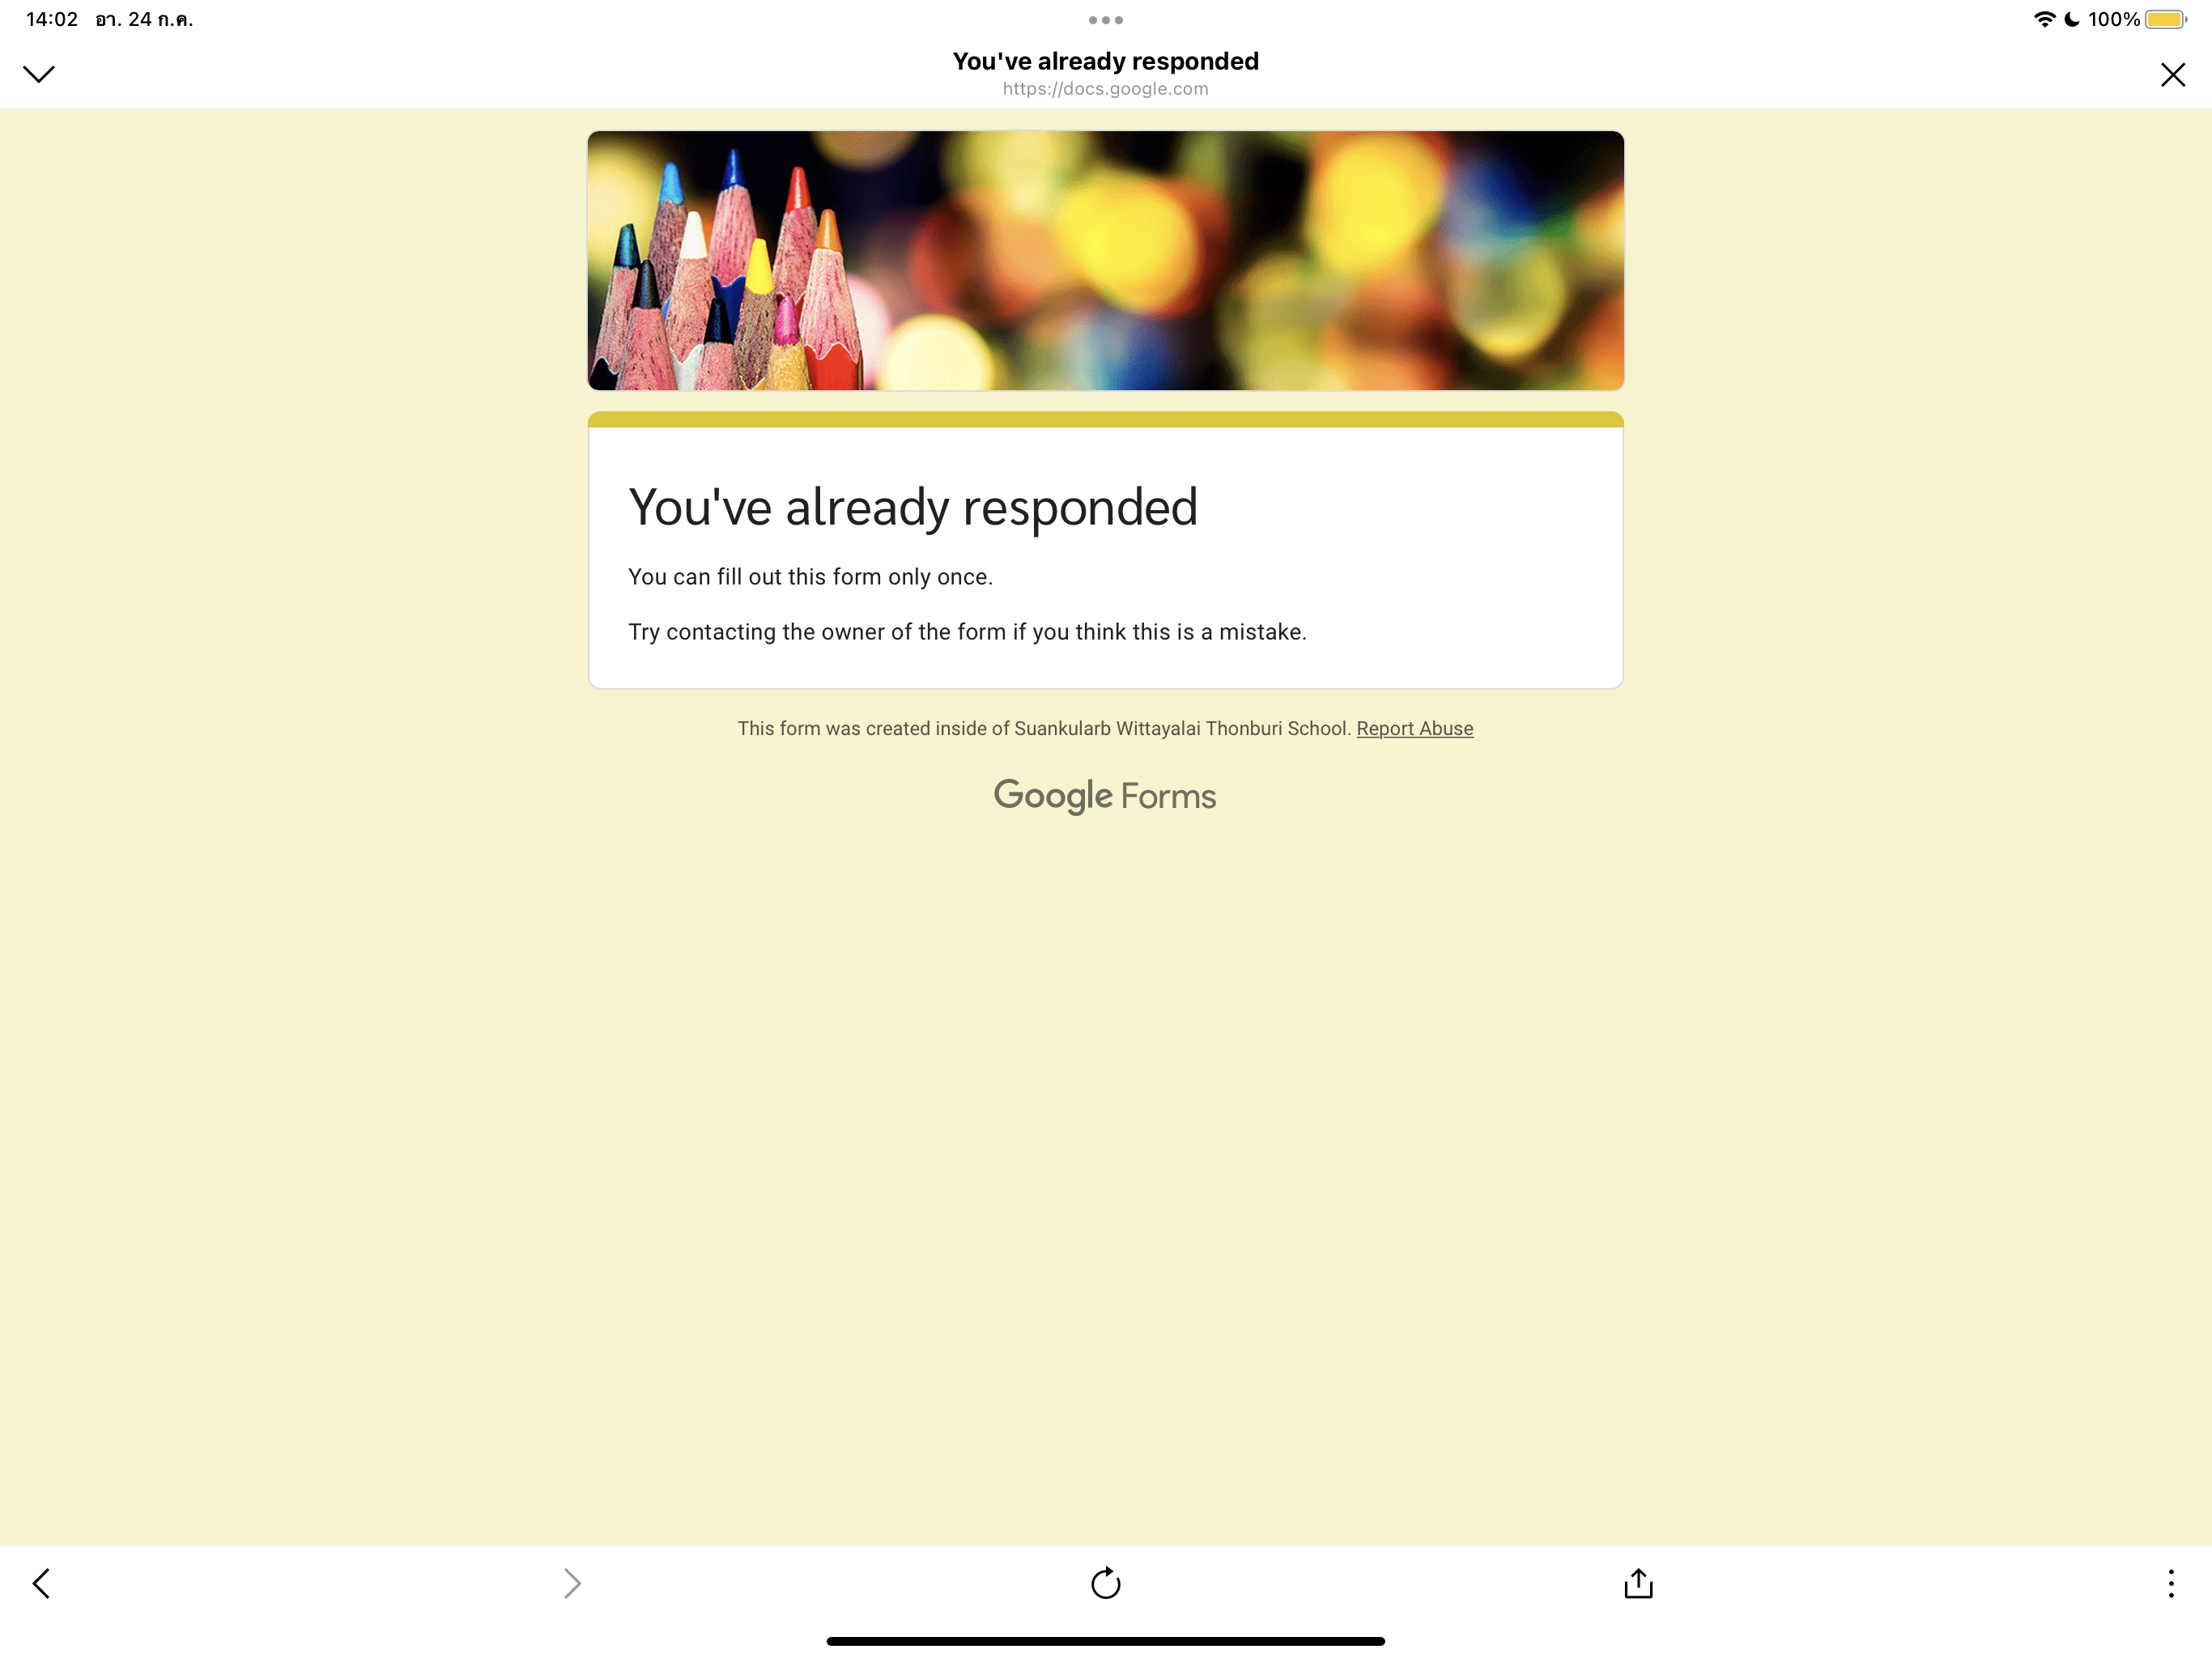 14:02 อา. 24 ก.ค.
100%
You've already responded
https://docs.google.com
You've already responded
You can fill out this form only once.
Try contacting the owner of the form if you think this is a mistake.
This form was created inside of Suankularb Wittayalai Thonburi School. Report Abuse
Google Forms